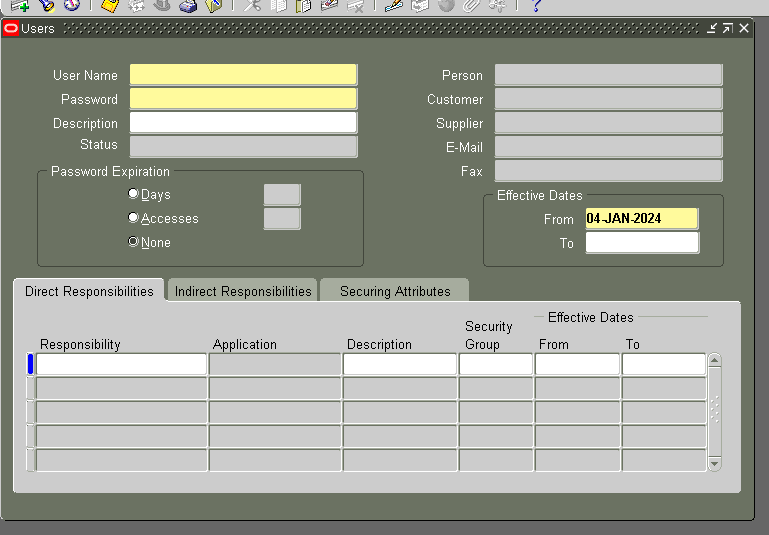 Users
User Name
Password
Description
Status
Person
Customer
Supplier
E-Mail
Fax
Password Expiration
Days
Accesses
None
Effective Dates
From 04-JAN-2024
To
Direct Responsibilities Indirect Responsibilities Securing Attributes
Effective Dates
Responsibility Application Description Security Group From To